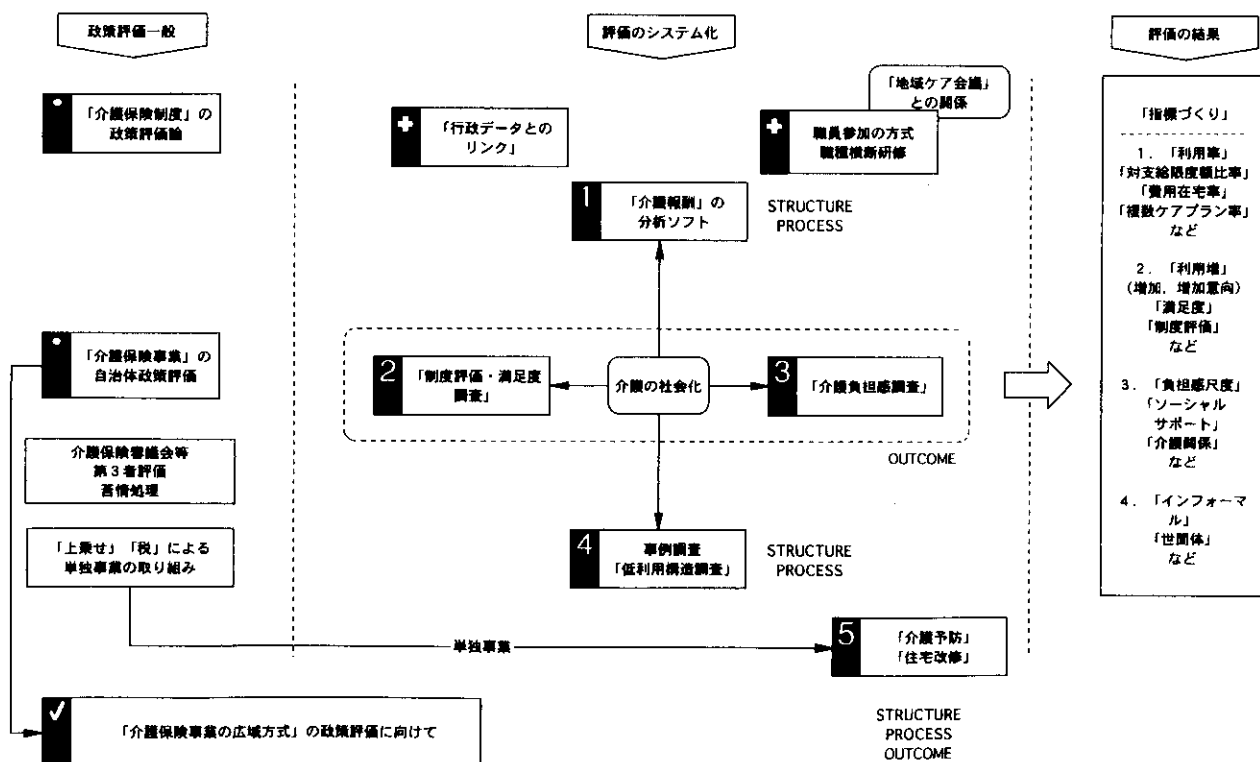 政策評価一般
「介護保険制度」の
政策評価論
「介護保険事業」の
自治体政策評価
介護保険審議会等
第3者評価
苦情処理
「上乗せ」「税」による
単独事業の取り組み
✓
「介護保険事業の広域方式」の政策評価に向けて
評価のシステム化
+
「行政データとの
リンク」
「地域ケア会議」
との関係
+
職員参加の方式
職種横断研修
1
「介護報酬」の
分析ソフト
STRUCTURE
PROCESS
2
「制度評価・満足度
調査」
介護の社会化
3
「介護負担感調査」
OUTCOME
4
事例調査
「低利用構造調査」
STRUCTURE
PROCESS
単独事業
5
「介護予防」
「住宅改修」
STRUCTURE
PROCESS
OUTCOME
評価の結果
「指標づくり」
1．「利用率」
「対支給限度額比率」
「費用在宅率」
「複数ケアプラン率」
など
2．「利用増」
（増加，増加意向）
「満足度」
「制度評価」
など
3．「負担感尺度」
「ソーシャル
サポート」
「介護関係」
など
4．「インフォーマ
ル」
「世間体」
など